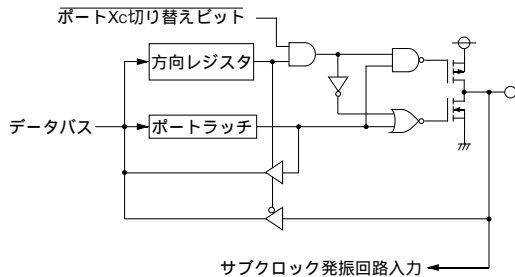 ポートXC切り替えビット
方向レジスタ
データバス
ポートラッチ
サブクロック発振回路入力